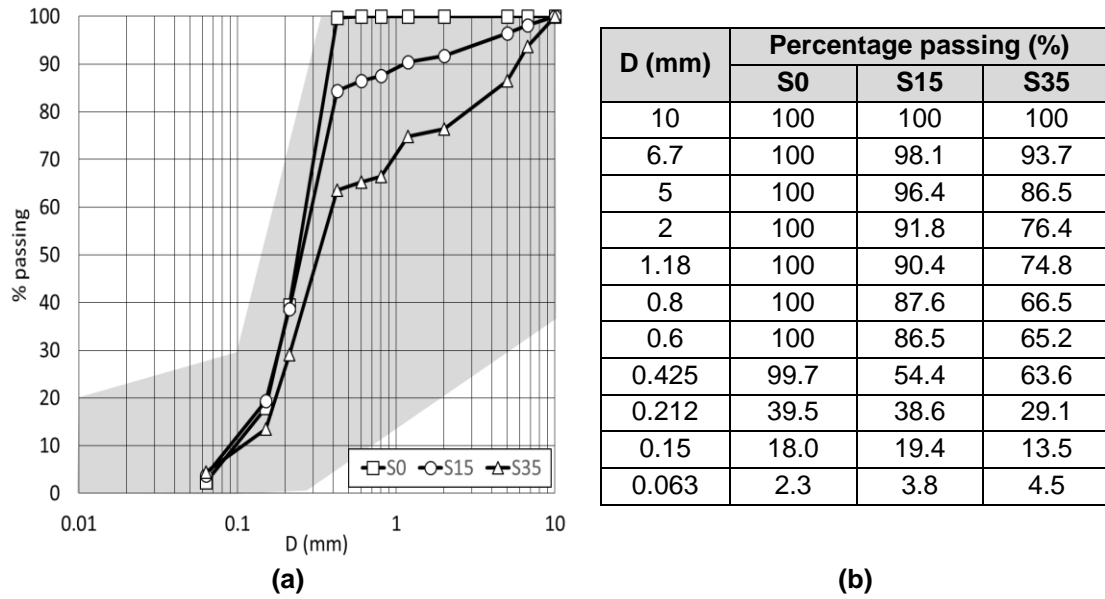 100
90
80
70
60
50
40
30
20
10
0
% passing
0.01 0.1 1 10
D (mm)
S0 S15 S35
(a)
D (mm) Percentage passing (%)
S0 S15 S35
10 100 100 100
6.7 100 98.1 93.7
5 100 96.4 86.5
2 100 91.8 76.4
1.18 100 90.4 74.8
0.8 100 87.6 66.5
0.6 100 86.5 65.2
0.425 99.7 54.4 63.6
0.212 39.5 38.6 29.1
0.15 18.0 19.4 13.5
0.063 2.3 3.8 4.5
(b)